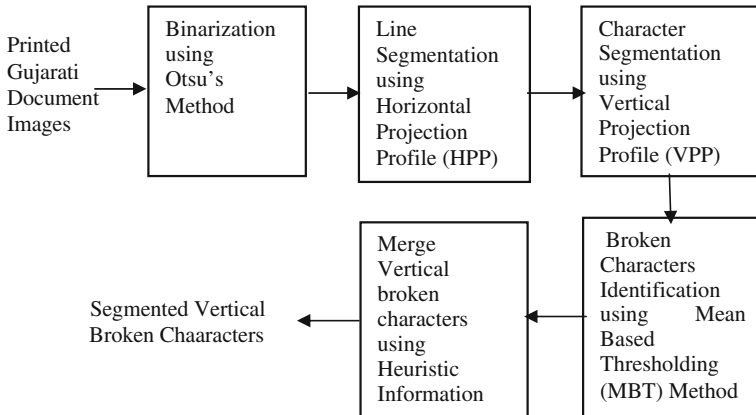 Printed
Gujarati
Document
Images
Binarization
using
Otsu's
Method
Line
Segmentation
using
Horizontal
Projection
Profile (HPP)
Character
Segmentation
using
Vertical
Projection
Profile (VPP)
Broken
Characters
Identification
using Mean
Based
Thresholding
(MBT) Method
Merge
Vertical
broken
characters
using
Heuristic
Information
Segmented Vertical
Broken Chaaracters